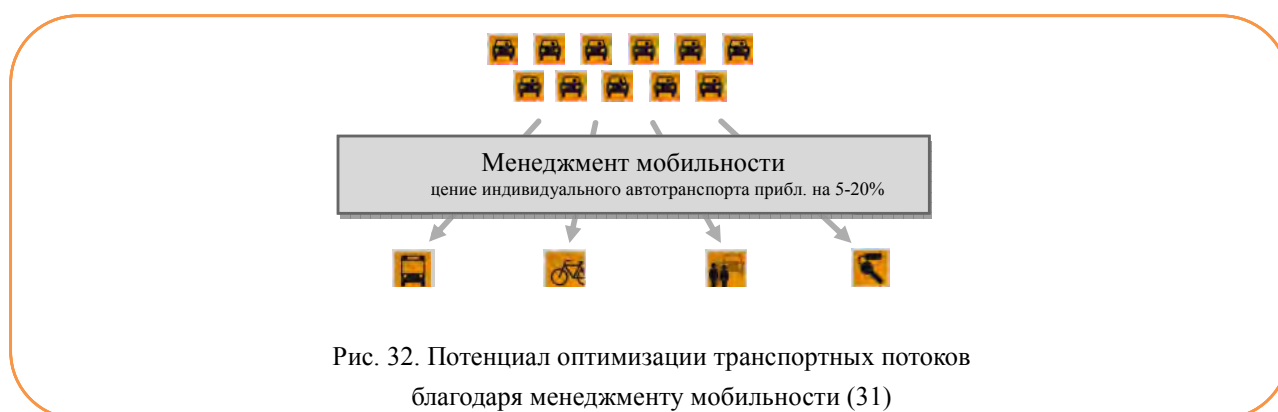 Менеджмент мобильности
цение индивидуального автотранспорта прибл. на 5-20%
Рис. 32. Потенциал оптимизации транспортных потоков
благодаря менеджменту мобильности (31)